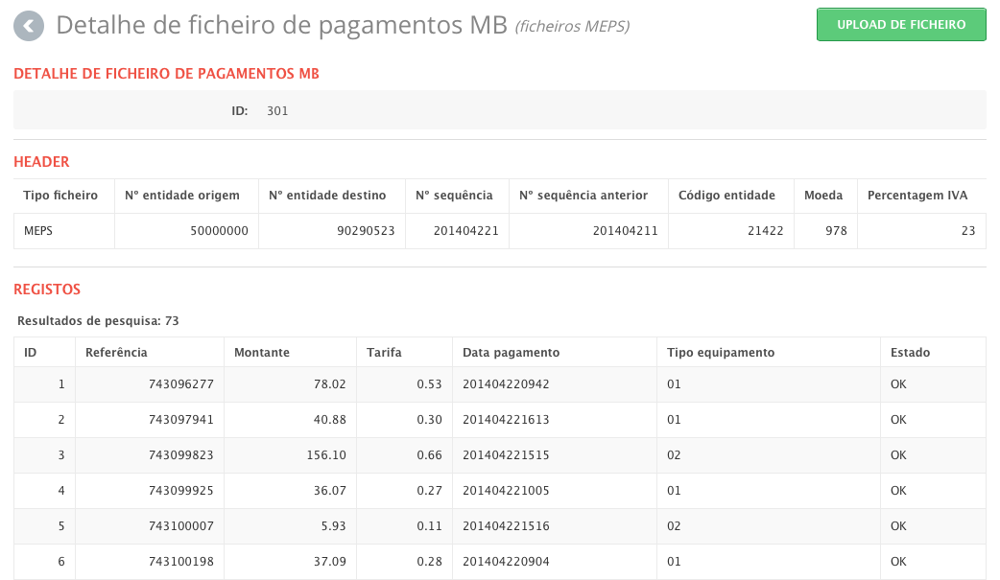 Detalhe de ficheiro de pagamentos MB (ficheiros MEPS) UPLOAD DE FICHEIRO
DETALHE DE FICHEIRO DE PAGAMENTOS MB
ID: 301
HEADER
Tipo ficheiro Nº entidade origem Nº entidade destino Nº sequência Nº sequência anterior Código entidade Moeda Percentagem IVA
MEPS 50000000 90290523 201404221 201404211 21422 978 23
REGISTOS
Resultados de pesquisa: 73
ID Referência Montante Tarifa Data pagamento Tipo equipamento Estado
1 743096277 78.02 0.53 201404220942 01 OK
2 743097941 40.88 0.30 201404221613 01 OK
3 743099823 156.10 0.66 201404221515 02 OK
4 743099925 36.07 0.27 201404221005 01 OK
5 743100007 5.93 0.11 201404221516 02 OK
6 743100198 37.09 0.28 201404220904 01 OK